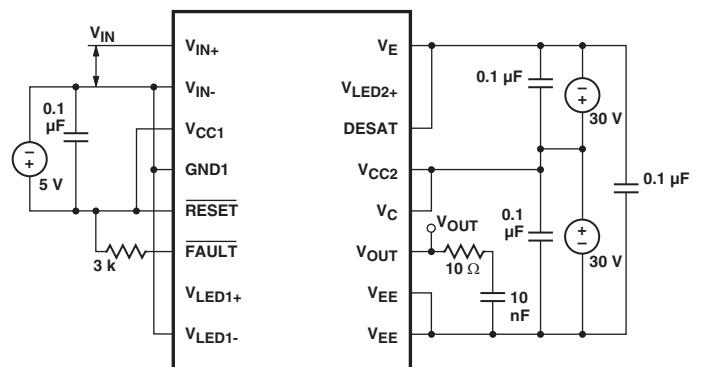 V_IN
V_IN+
V_IN-
V_CC1
GND1
RESET
FAULT
V_LED1+
V_LED1-
0.1
µF
5 V
3 k
V_E
V_LED2+
DESAT
V_CC2
V_C
V_OUT
V_EE
V_EE
V_OUT
10 Ω
10
nF
0.1 µF
30 V
0.1
µF
30 V
0.1 µF